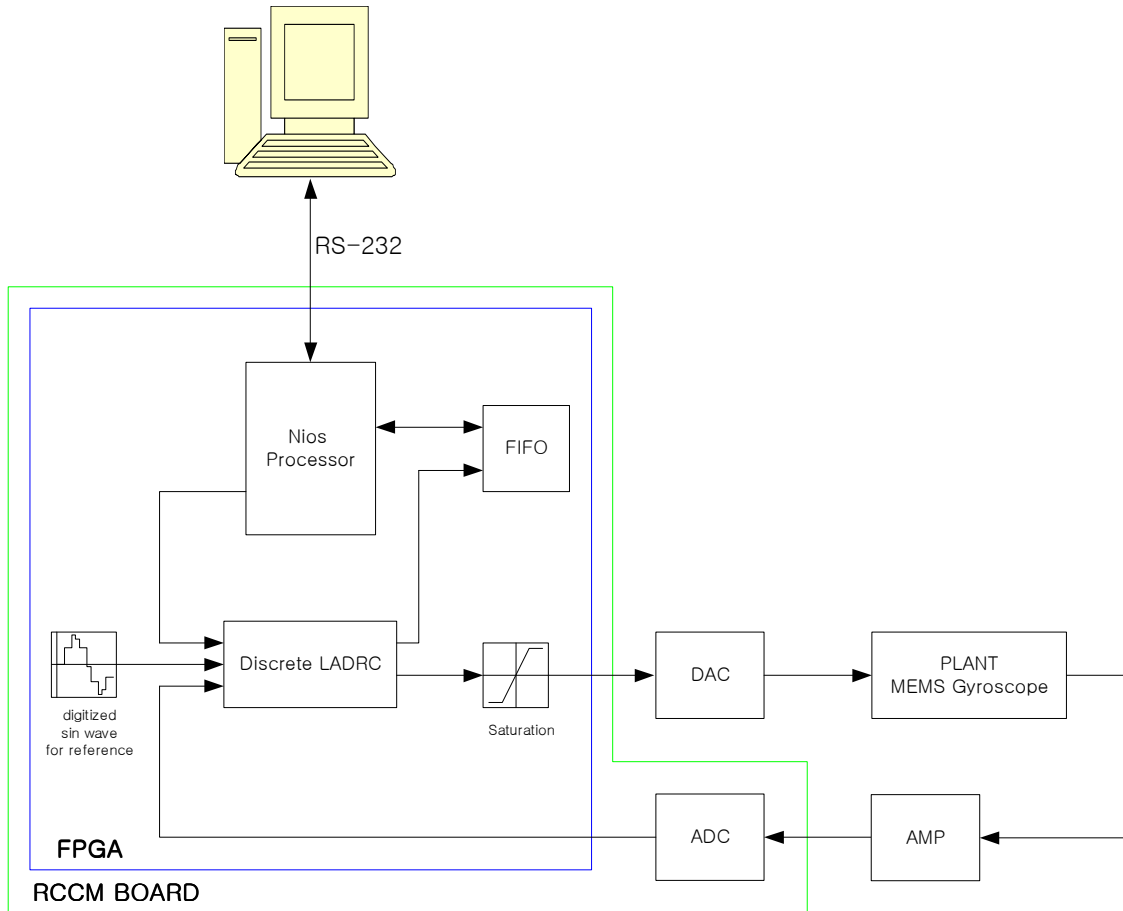 RS-232
Nios
Processor
FIFO
Discrete LADRC
digitized
sin wave
for reference
Saturation
DAC
PLANT
MEMS Gyroscope
ADC
AMP
FPGA
RCCM BOARD